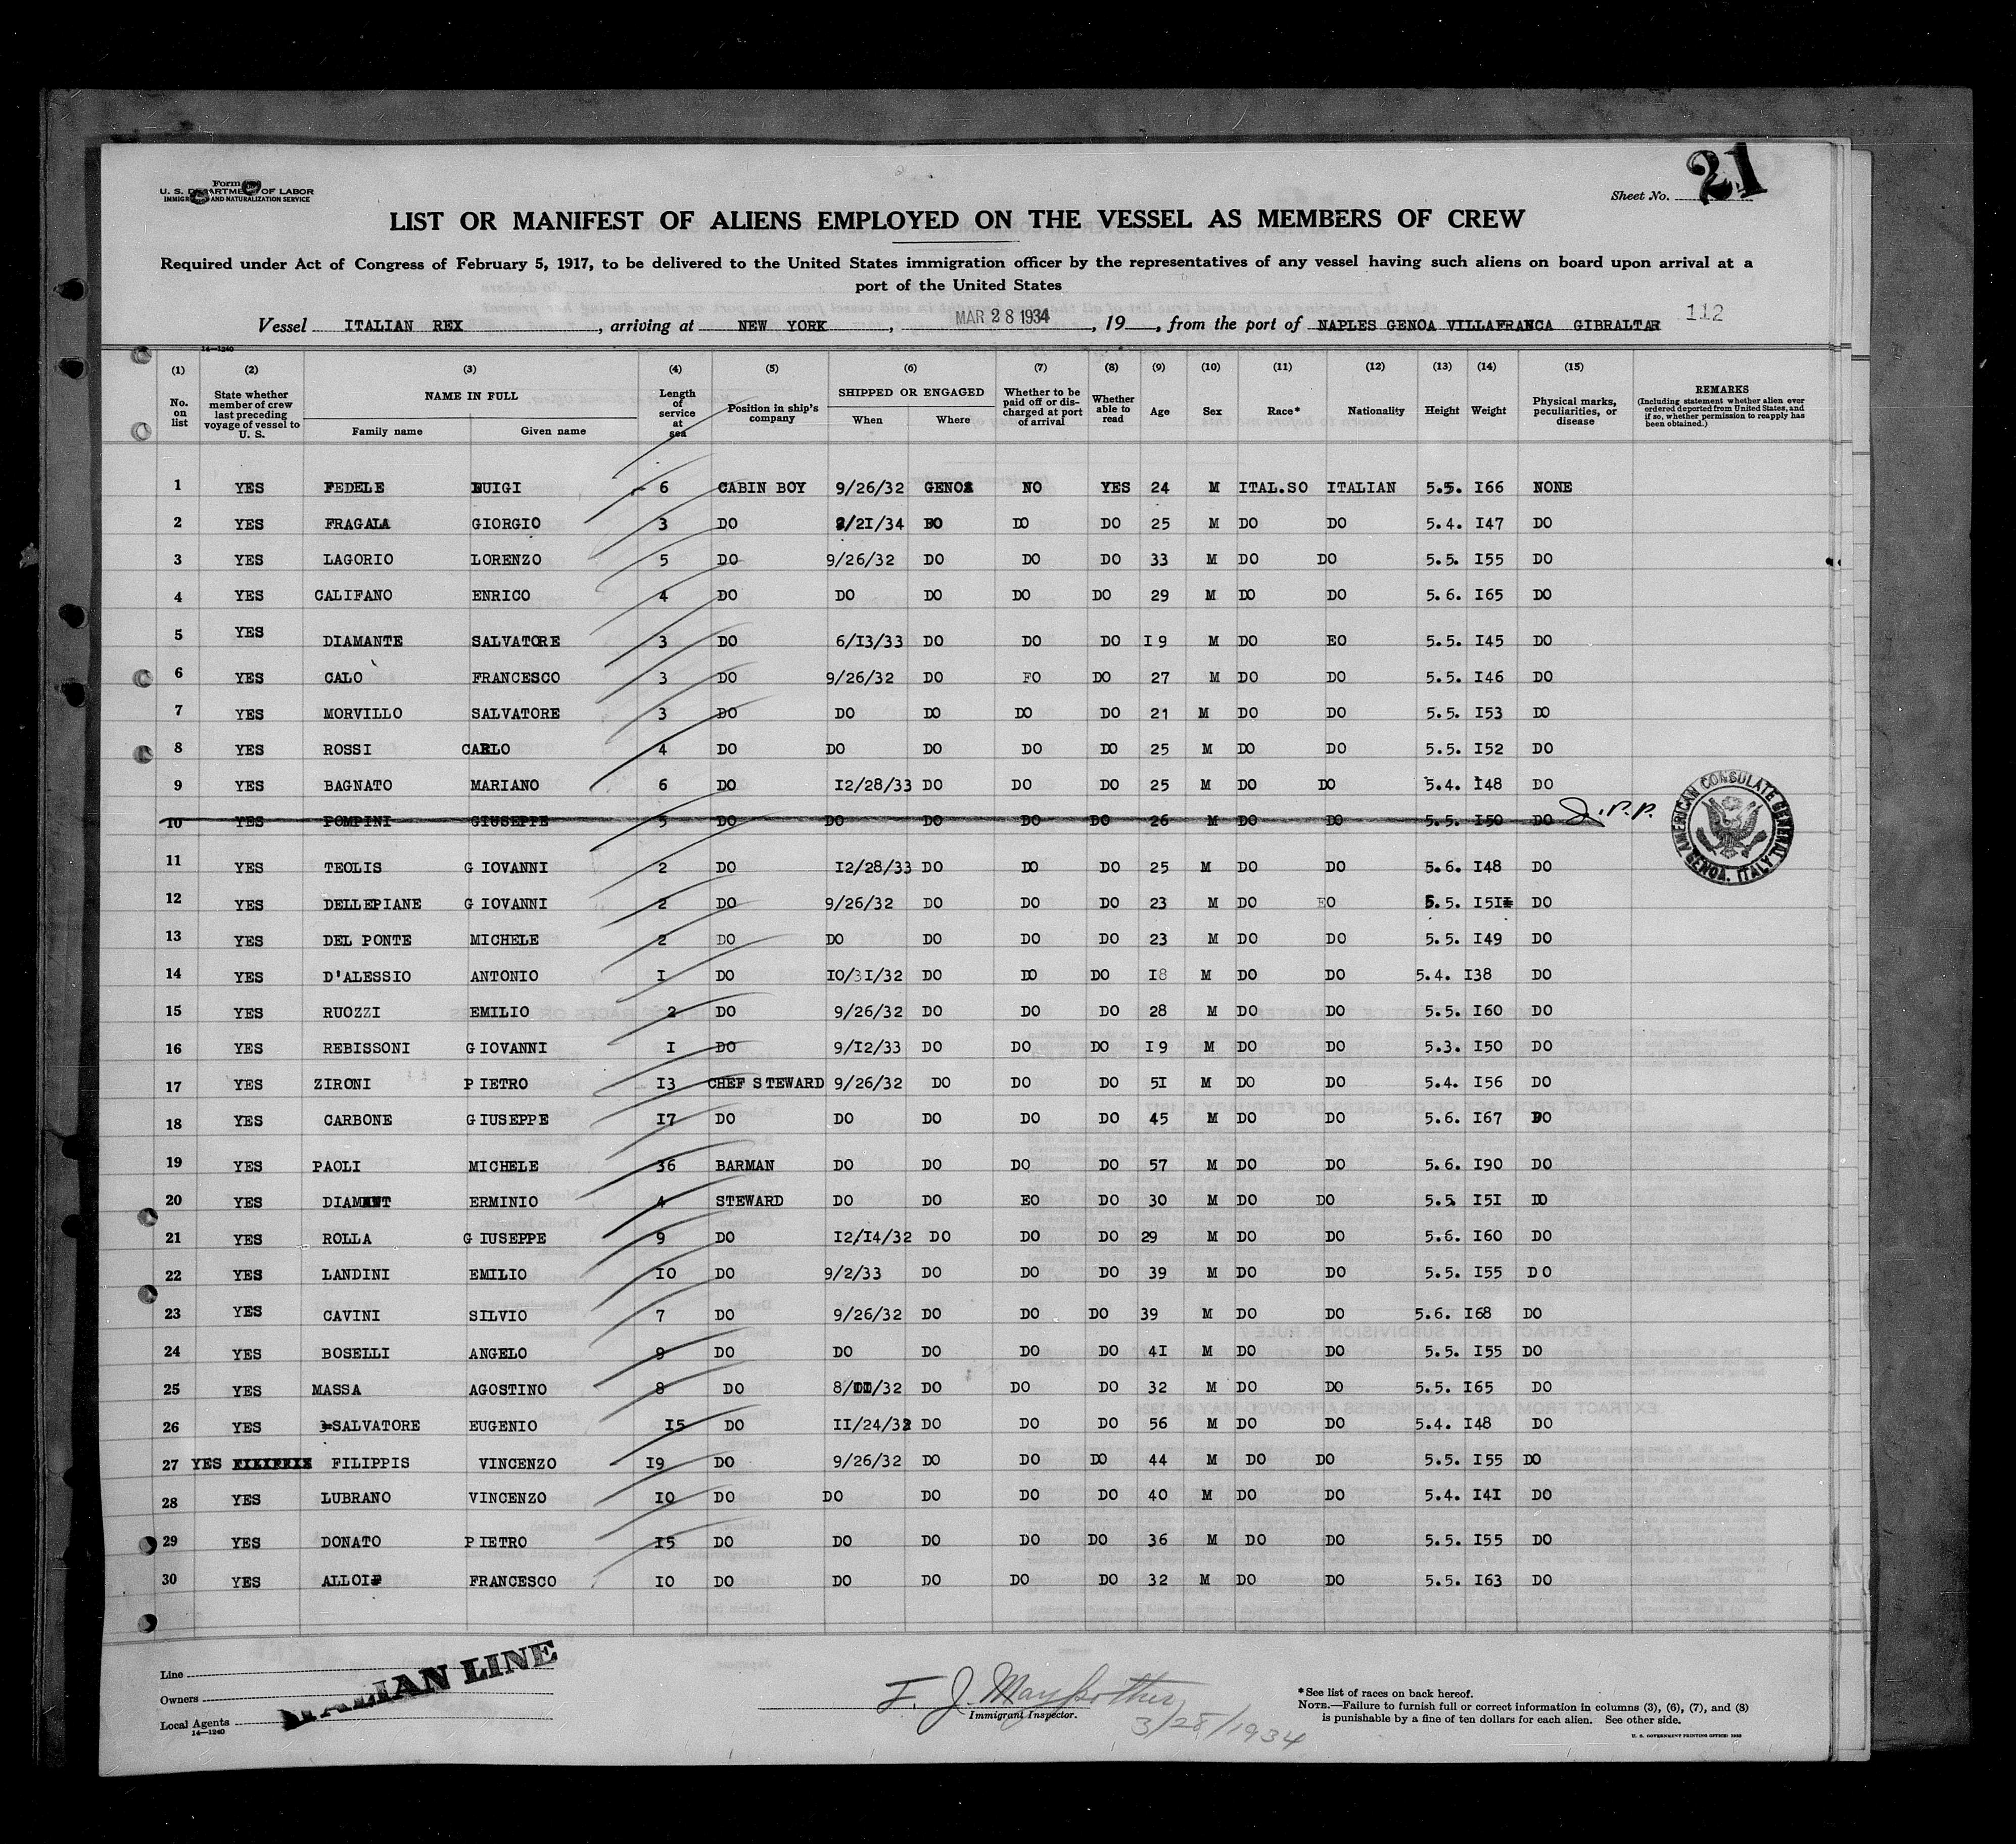 Sheet No. 21
Form
U. S. DEPARTMENT OF LABOR
IMMIGRATION AND NATURALIZATION SERVICE
LIST OR MANIFEST OF ALIENS EMPLOYED ON THE VESSEL AS MEMBERS OF CREW
Required under Act of Congress of February 5, 1917, to be delivered to the United States immigration officer by the representatives of any vessel having such aliens on board upon arrival at a
port of the United States
Vessel ITALIAN REX, arriving at NEW YORK, MAR 28 1934, 19, from the port of NAPLES GENOA VILLAFRANCA GIBRALTAR 112
14—1240
(1) (2) (3) (4) (5) (6) (7) (8) (9) (10) (11) (12) (13) (14) (15)
No. on list | State whether member of crew last preceding voyage of vessel to U. S. | NAME IN FULL Family name Given name | Length of service at sea | Position in ship's company | SHIPPED OR ENGAGED When Where | Whether to be paid off or discharged at port of arrival | Whether able to read | Age | Sex | Race* | Nationality | Height | Weight | Physical marks, peculiarities, or disease | REMARKS (Including statement whether alien ever ordered deported from United States, and if so, whether permission to reapply has been obtained.)
1 YES FEDELE LUIGI 6 CABIN BOY 9/26/32 GENOA NO YES 24 M ITAL.SO ITALIAN 5.5. I66 NONE
2 YES FRAGALA GIORGIO 3 DO 2/2I/34 DO DO DO 25 M DO DO 5.4. I47 DO
3 YES LAGORIO LORENZO 5 DO 9/26/32 DO DO DO 33 M DO DO 5.5. I55 DO
4 YES CALIFANO ENRICO 4 DO DO DO DO DO 29 M DO DO 5.6. I65 DO
5 YES DIAMANTE SALVATORE 3 DO 6/I3/33 DO DO DO I9 M DO EO 5.5. I45 DO
6 YES CALO' FRANCESCO 3 DO 9/26/32 DO FO DO 27 M DO DO 5.5. I46 DO
7 YES MORVILLO SALVATORE 3 DO DO DO DO DO 21 M DO DO 5.5. I53 DO
8 YES ROSSI CARLO 4 DO DO DO DO DO 25 M DO DO 5.5. I52 DO
9 YES BAGNATO MARIANO 6 DO I2/28/33 DO DO DO 25 M DO DO 5.4. I48 DO
10 YES POMPINI GIUSEPPE 5 DO DO DO DO DO 26 M DO DO 5.5. I50 DO J.P.P.
11 YES TEOLIS GIOVANNI 2 DO I2/28/33 DO DO DO 25 M DO DO 5.6. I48 DO
12 YES DELLEPIANE GIOVANNI 2 DO 9/26/32 DO DO DO 23 M DO EO 5.5. I5I DO
13 YES DEL PONTE MICHELE 2 DO DO DO DO DO 23 M DO DO 5.5. I49 DO
14 YES D'ALESSIO ANTONIO I DO IO/3I/32 DO DO DO I8 M DO DO 5.4. I38 DO
15 YES RUOZZI EMILIO 2 DO 9/26/32 DO DO DO 28 M DO DO 5.5. I60 DO
16 YES REBISSONI GIOVANNI I DO 9/I2/33 DO DO DO I9 M DO DO 5.3. I50 DO
17 YES ZIRONI PIETRO I3 CHEF STEWARD 9/26/32 DO DO DO 5I M DO DO 5.4. I56 DO
18 YES CARBONE GIUSEPPE I7 DO DO DO DO DO 45 M DO DO 5.6. I67 DO
19 YES PAOLI MICHELE 36 BARMAN DO DO DO DO 57 M DO DO 5.6. I90 DO
20 YES DIAMANT ERMINIO 4 STEWARD DO DO EO DO 30 M DO DO 5.5 I5I DO
21 YES ROLLA GIUSEPPE 9 DO I2/I4/32 DO DO DO 29 M DO DO 5.6. I60 DO
22 YES LANDINI EMILIO IO DO 9/2/33 DO DO DO 39 M DO DO 5.5. I55 DO
23 YES CAVINI SILVIO 7 DO 9/26/32 DO DO DO 39 M DO DO 5.6. I68 DO
24 YES BOSELLI ANGELO 9 DO DO DO DO DO 4I M DO DO 5.5. I55 DO
25 YES MASSA AGOSTINO 8 DO 8/II/32 DO DO DO 32 M DO DO 5.5. I65 DO
26 YES SALVATORE EUGENIO I5 DO II/24/32 DO DO DO 56 M DO DO 5.4. I48 DO
27 YES FILIPPIS VINCENZO I9 DO 9/26/32 DO DO DO 44 M DO DO 5.5. I55 DO
28 YES LUBRANO VINCENZO IO DO DO DO DO DO 40 M DO DO 5.4. I4I DO
29 YES DONATO PIETRO I5 DO DO DO DO DO 36 M DO DO 5.5. I55 DO
30 YES ALLOI FRANCESCO IO DO DO DO DO DO 32 M DO DO 5.5. I63 DO
AMERICAN CONSULATE GENERAL GENOA, ITALY
Line
Owners
Local Agents
14—1240
ITALIAN LINE
Immigrant Inspector.
3/28/1934
*See list of races on back hereof.
NOTE.—Failure to furnish full or correct information in columns (3), (6), (7), and (8)
is punishable by a fine of ten dollars for each alien. See other side.
U. S. GOVERNMENT PRINTING OFFICE: 1933